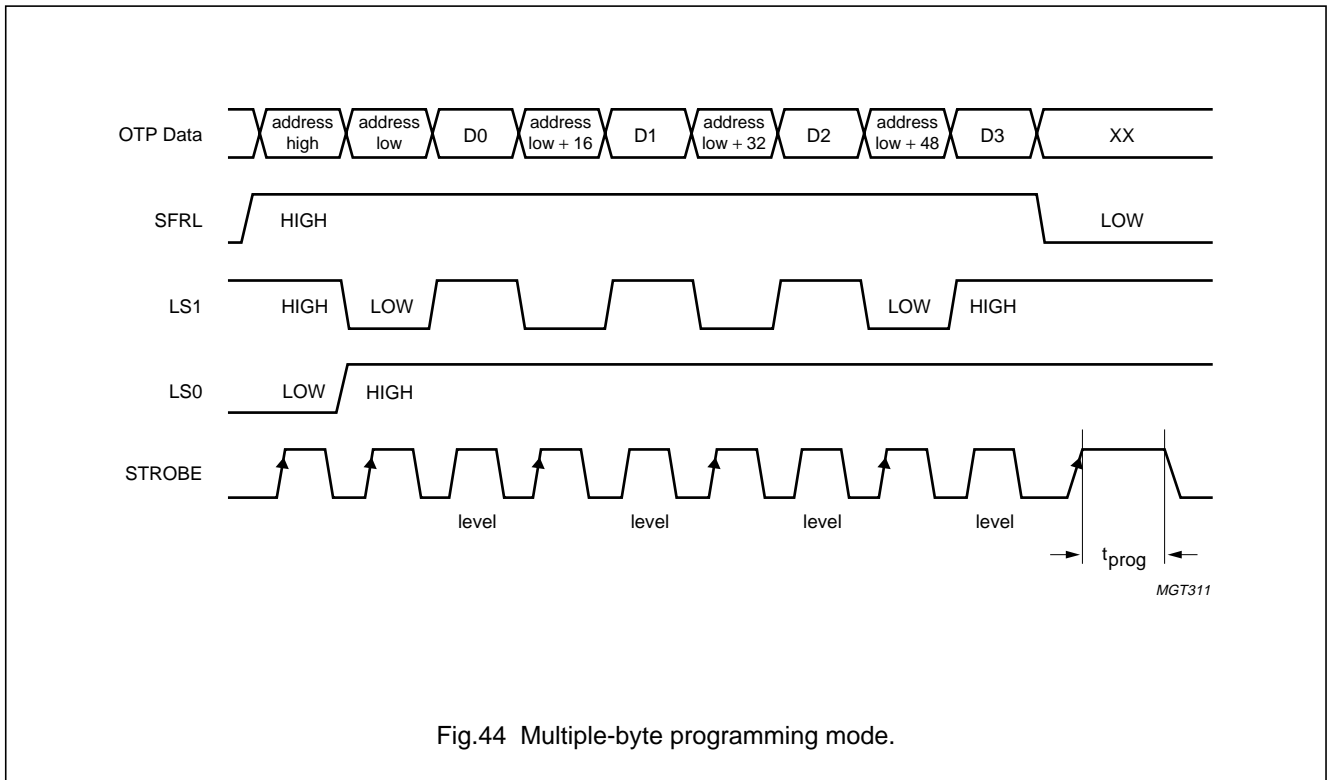 OTP Data
address high
address low
D0
address low + 16
D1
address low + 32
D2
address low + 48
D3
XX
SFRL
HIGH
LOW
LS1
HIGH
LOW
LOW
HIGH
LS0
LOW
HIGH
STROBE
level
level
level
level
tprog
MGT311
Fig.44 Multiple-byte programming mode.